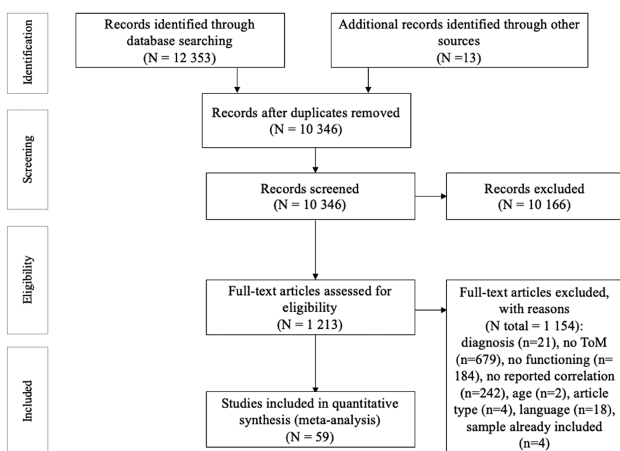 Identification
Records identified through
database searching
(N = 12 353)
Additional records identified through other
sources
(N =13)
Records after duplicates removed
(N = 10 346)
Screening
Records screened
(N = 10 346)
Records excluded
(N = 10 166)
Eligibility
Full-text articles assessed for
eligibility
(N = 1 213)
Full-text articles excluded,
with reasons
(N total = 1 154):
diagnosis (n=21), no ToM
(n=679), no functioning (n=
184), no reported correlation
(n=242), age (n=2), article
type (n=4), language (n=18),
sample already included
(n=4)
Included
Studies included in quantitative
synthesis (meta-analysis)
(N = 59)